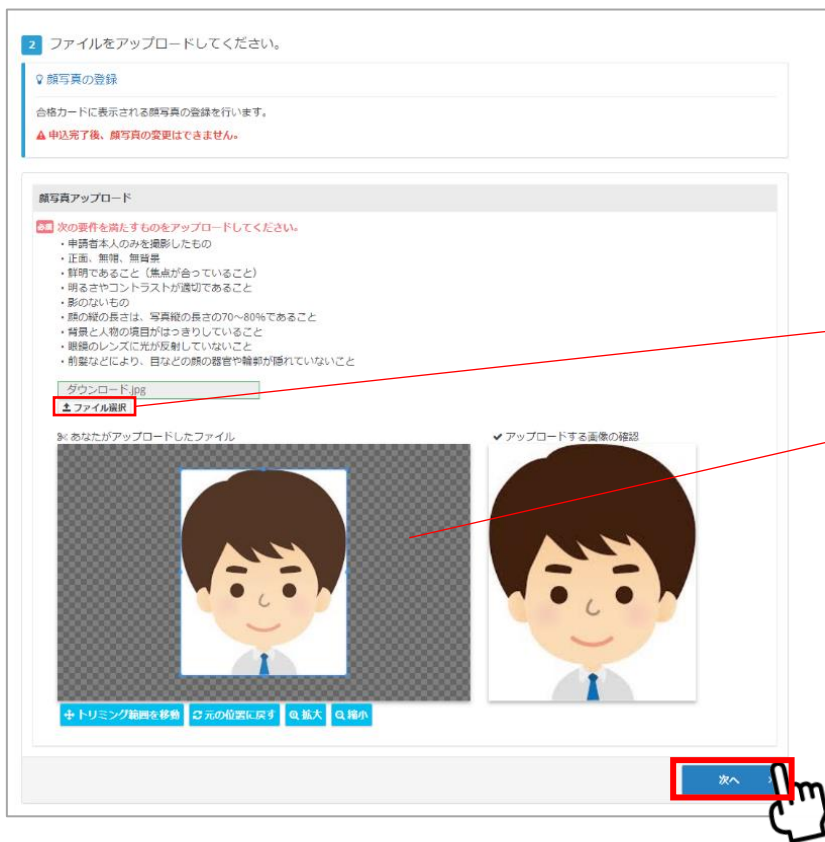 2 ファイルをアップロードしてください。
顔写真の登録
合格カードに表示される顔写真の登録を行います。
申込完了後、顔写真の変更はできません。
顔写真アップロード
必須 次の要件を満たすものをアップロードしてください。
・申請者本人のみを撮影したもの
・正面、無帽、無背景
・鮮明であること（焦点が合っていること）
・明るさやコントラストが適切であること
・影のないもの
・顔の縦の長さは、写真縦の長さの70～80%であること
・背景と人物の境目がはっきりしていること
・眼鏡のレンズに光が反射していないこと
・前髪などにより、目などの顔の器官や輪郭が隠れていないこと
ダウンロード.jpg
ファイル選択
あなたがアップロードしたファイル
アップロードする画像の確認
トリミング範囲を移動 元の位置に戻す 拡大 縮小
次へ